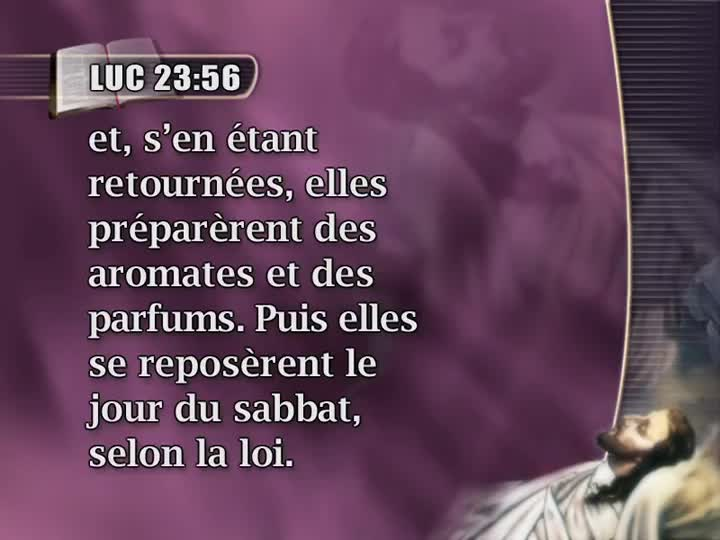 LUC 23:56
et, s’en étant
retournées, elles
préparèrent des
aromates et des
parfums. Puis elles
se reposèrent le
jour du sabbat,
selon la loi.